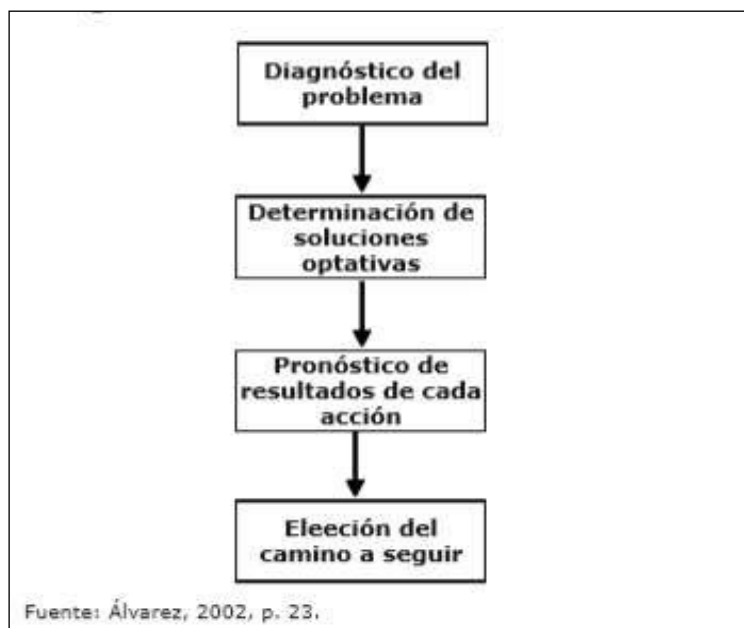 Diagnóstico del
problema
Determinación de
soluciones
optativas
Pronóstico de
resultados de cada
acción
Eleeción del
camino a seguir
Fuente: Álvarez, 2002, p. 23.